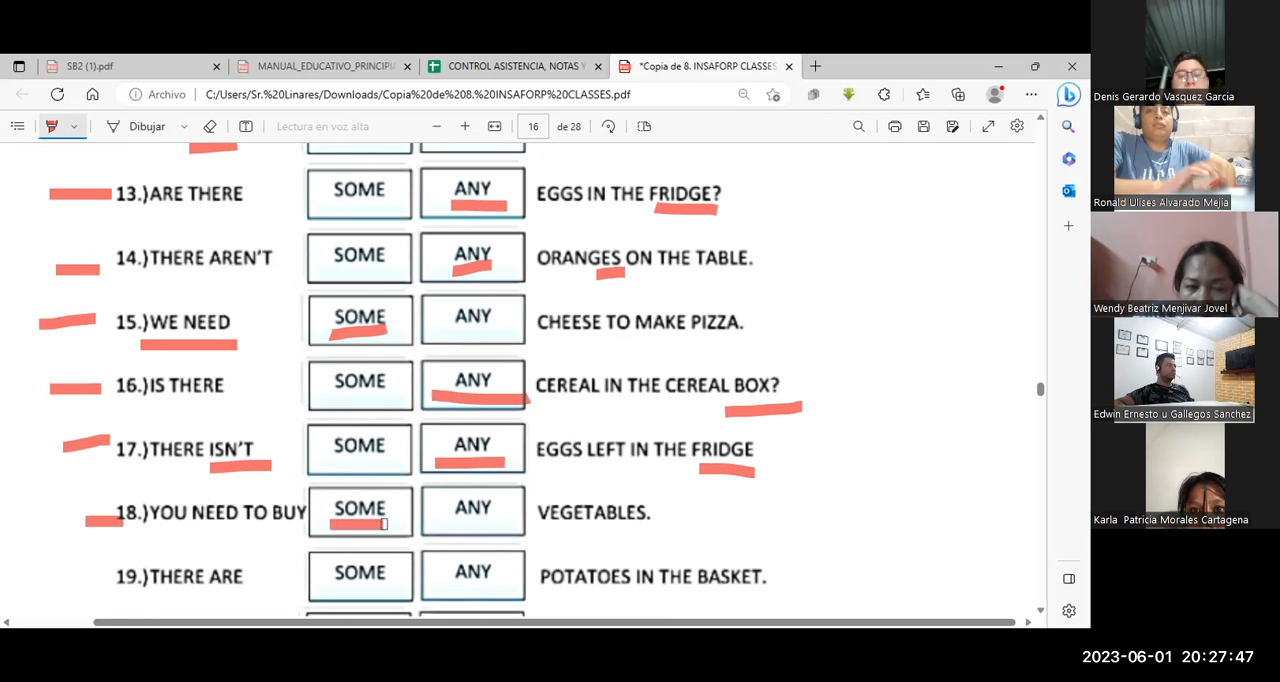 SB2 (1).pdf
MANUAL_EDUCATIVO_PRINCIPI
CONTROL ASISTENCIA, NOTAS Y
*Copia de 8. INSAFORP CLASSES.
Archivo
C:/Users/Sr.%20Linares/Downloads/Copia%20de%208.%20INSAFORP%20CLASSES.pdf
Dibujar
Lectura en voz alta
16
de 28
13.)ARE THERE SOME ANY EGGS IN THE FRIDGE?
14.)THERE AREN'T SOME ANY ORANGES ON THE TABLE.
15.)WE NEED SOME ANY CHEESE TO MAKE PIZZA.
16.)IS THERE SOME ANY CEREAL IN THE CEREAL BOX?
17.)THERE ISN'T SOME ANY EGGS LEFT IN THE FRIDGE
18.)YOU NEED TO BUY SOME ANY VEGETABLES.
19.)THERE ARE SOME ANY POTATOES IN THE BASKET.
Denis Gerardo Vasquez Garcia
Ronald Ulises Alvarado Mejia
Wendy Beatriz Menjivar Jovel
Edwin Ernesto u Gallegos Sanchez
Karla Patricia Morales Cartagena
2023-06-01 20:27:47